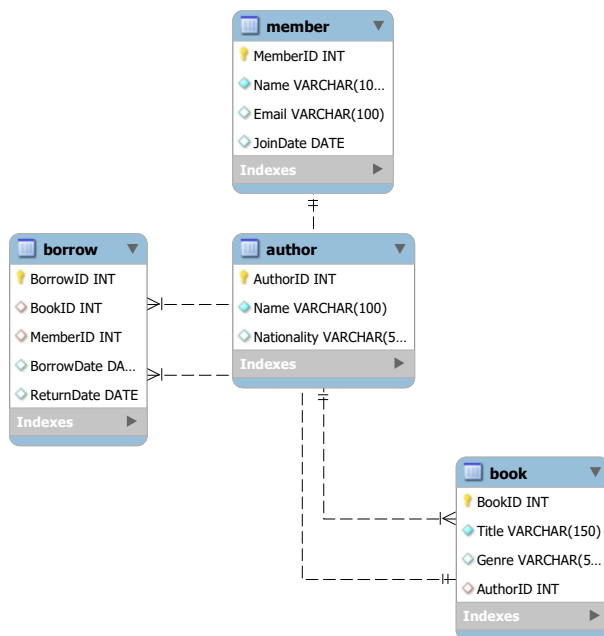 member
MemberID INT
Name VARCHAR(10...
Email VARCHAR(100)
JoinDate DATE
Indexes
borrow
BorrowID INT
BookID INT
MemberID INT
BorrowDate DA...
ReturnDate DATE
Indexes
author
AuthorID INT
Name VARCHAR(100)
Nationality VARCHAR(5...
Indexes
book
BookID INT
Title VARCHAR(150)
Genre VARCHAR(5...
AuthorID INT
Indexes